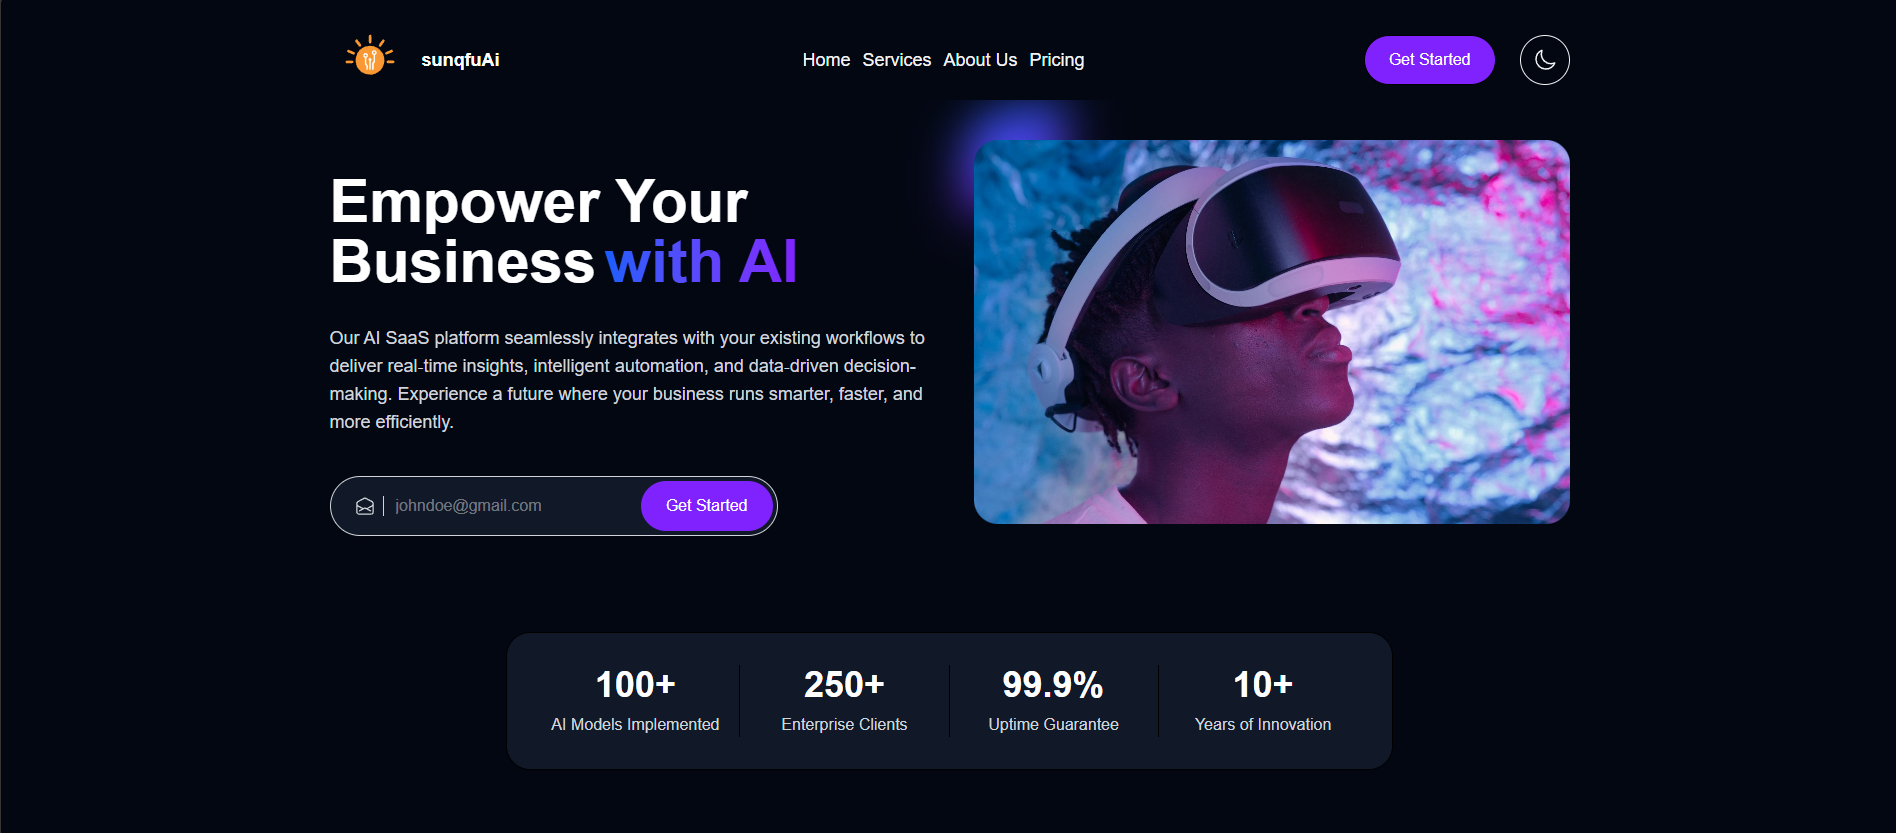 sunqfuAi
Home Services About Us Pricing
Get Started
Empower Your
Business with AI
Our AI SaaS platform seamlessly integrates with your existing workflows to
deliver real-time insights, intelligent automation, and data-driven decision-
making. Experience a future where your business runs smarter, faster, and
more efficiently.
johndoe@gmail.com
Get Started
100+
AI Models Implemented
250+
Enterprise Clients
99.9%
Uptime Guarantee
10+
Years of Innovation